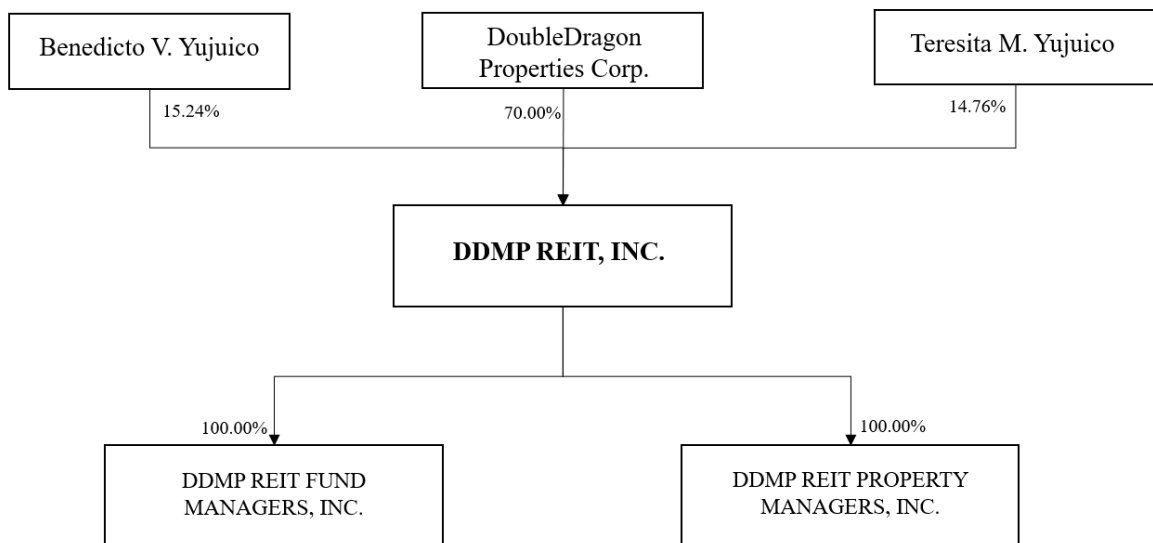 Benedicto V. Yujuico
DoubleDragon
Properties Corp.
Teresita M. Yujuico
15.24%
70.00%
14.76%
DDMP REIT, INC.
100.00%
100.00%
DDMP REIT FUND
MANAGERS, INC.
DDMP REIT PROPERTY
MANAGERS, INC.